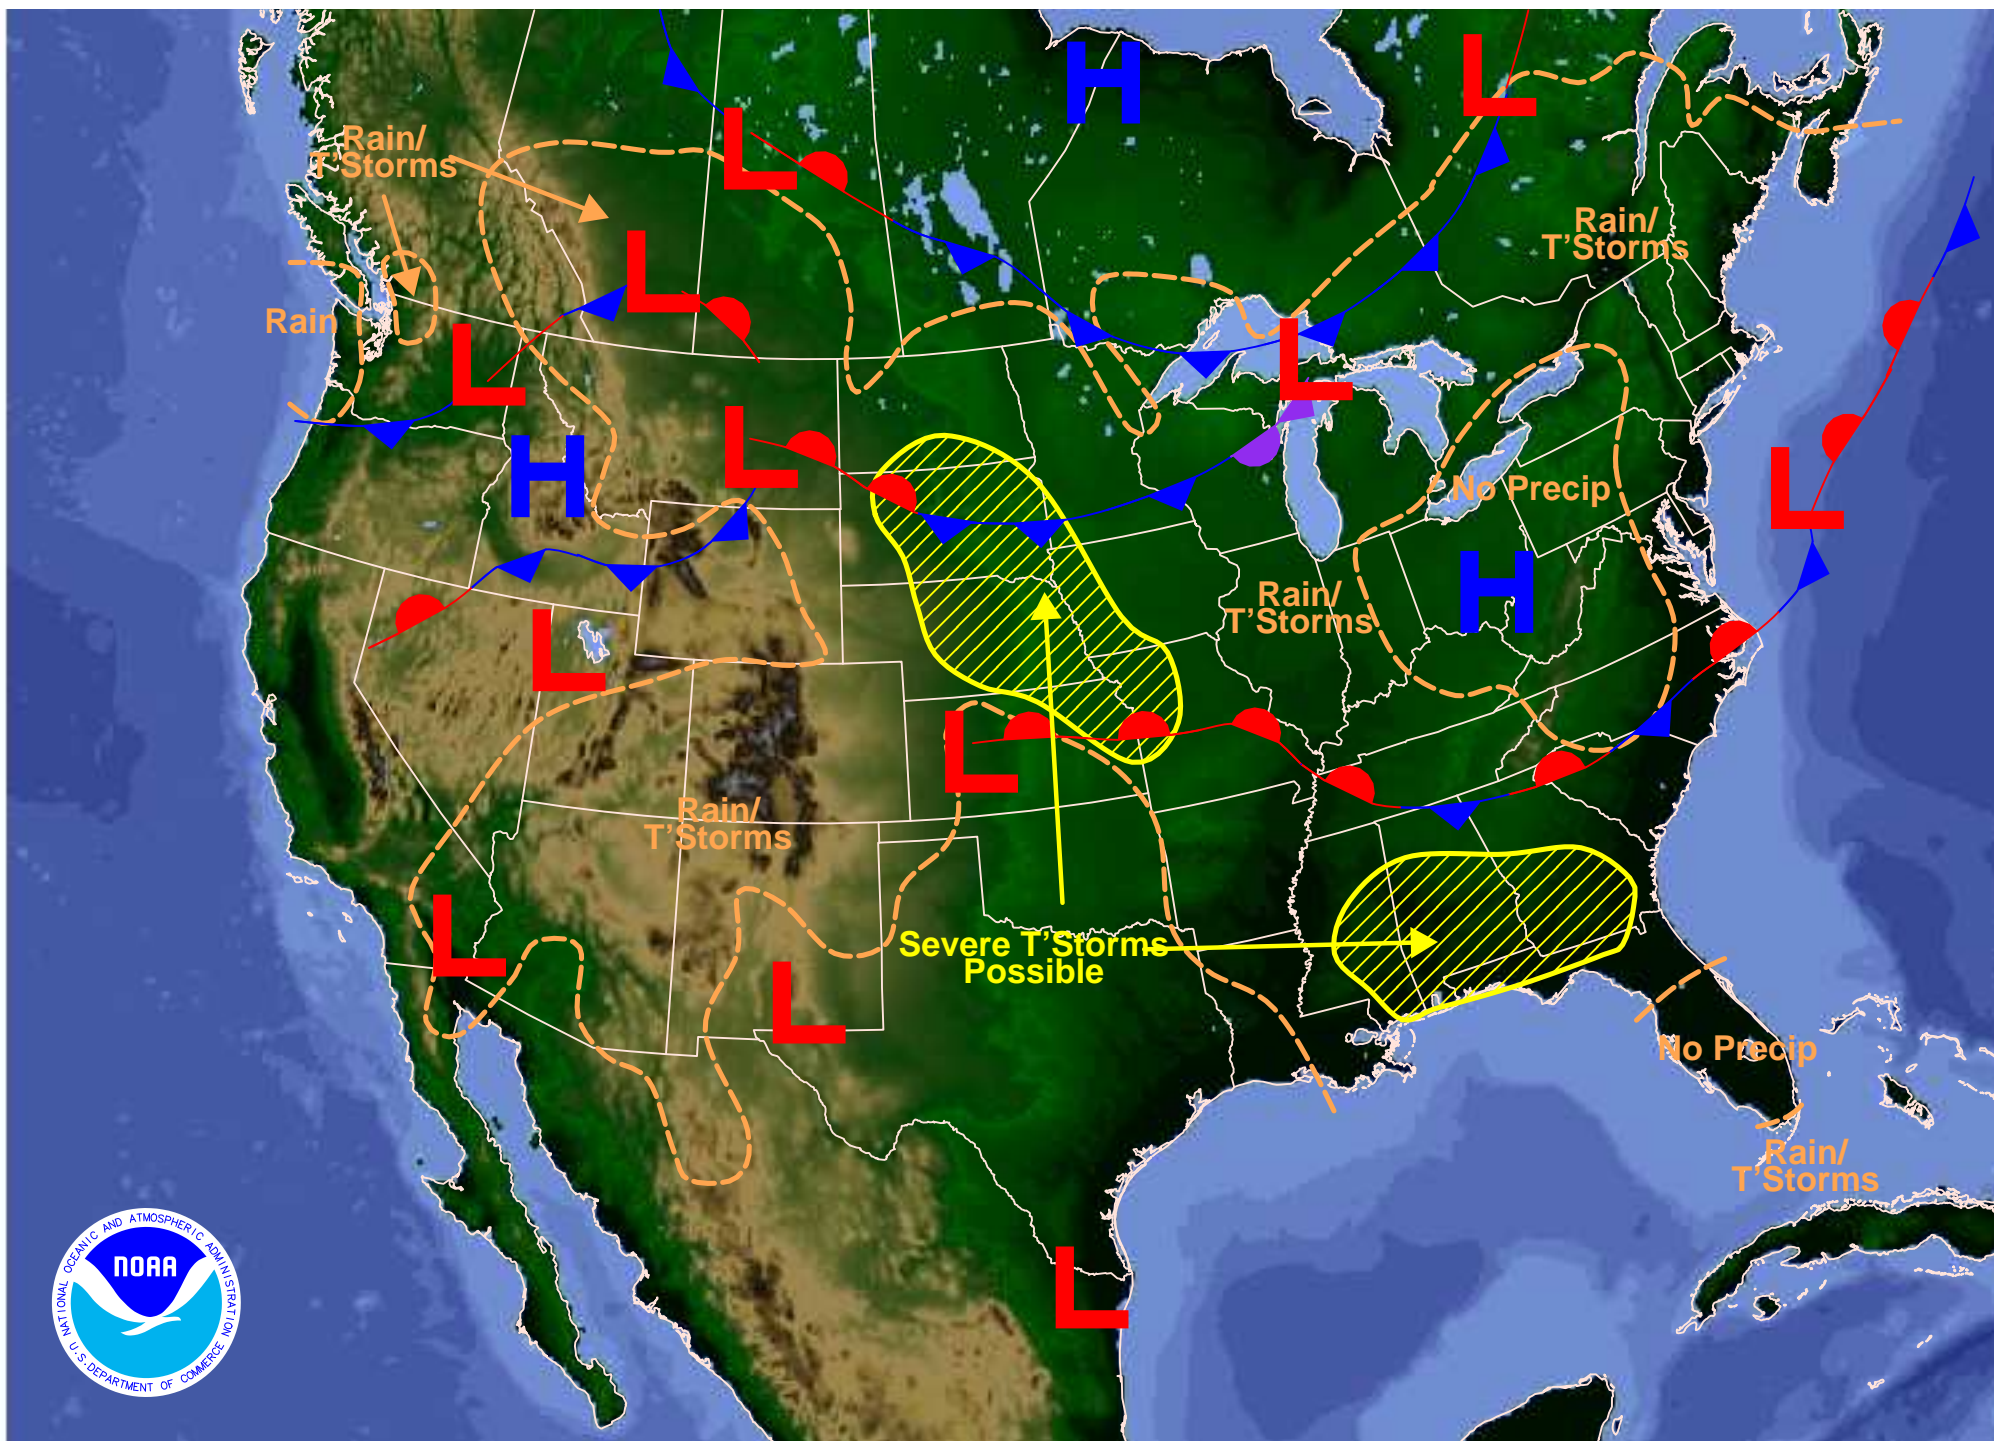 H
L
L
Rain/
T'Storms
Rain/
T'Storms
L
Rain
L
L
L
H
No Precip
L
H
Rain/
T'Storms
L
L
Rain/
T'Storms
L
Severe T'Storms
Possible
L
No Precip
Rain/
T'Storms
L
NATIONAL OCEANIC AND ATMOSPHERIC ADMINISTRATION
NOAA
U.S. DEPARTMENT OF COMMERCE